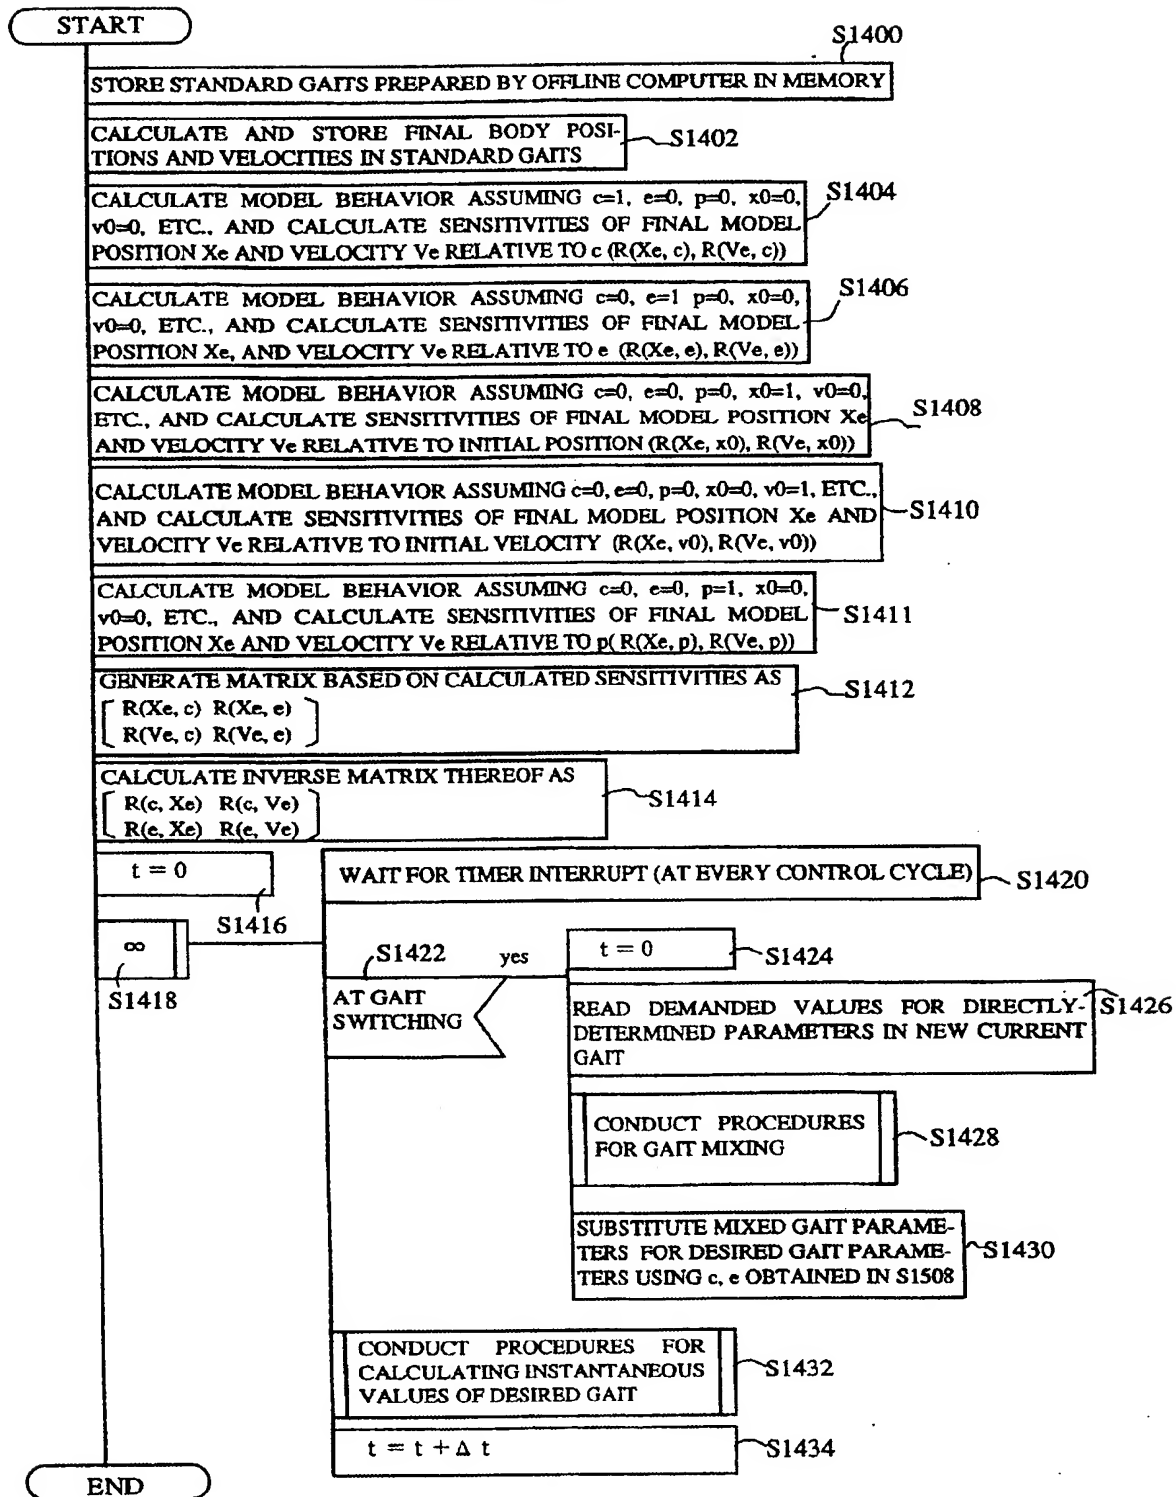 START
S1400
STORE STANDARD GAITS PREPARED BY OFFLINE COMPUTER IN MEMORY
CALCULATE AND STORE FINAL BODY POSI-
TIONS AND VELOCITIES IN STANDARD GAITS
S1402
CALCULATE MODEL BEHAVIOR ASSUMING c=1, e=0, p=0, x0=0,
v0=0, ETC., AND CALCULATE SENSITIVITIES OF FINAL MODEL
POSITION Xe AND VELOCITY Ve RELATIVE TO c (R(Xe, c), R(Ve, c))
S1404
CALCULATE MODEL BEHAVIOR ASSUMING c=0, e=1 p=0, x0=0,
v0=0, ETC., AND CALCULATE SENSITIVITIES OF FINAL MODEL
POSITION Xe, AND VELOCITY Ve RELATIVE TO e (R(Xe, e), R(Ve, e))
S1406
CALCULATE MODEL BEHAVIOR ASSUMING c=0, e=0, p=0, x0=1, v0=0,
ETC., AND CALCULATE SENSITIVITIES OF FINAL MODEL POSITION Xe
AND VELOCITY Ve RELATIVE TO INITIAL POSITION (R(Xe, x0), R(Ve, x0))
S1408
CALCULATE MODEL BEHAVIOR ASSUMING c=0, e=0, p=0, x0=0, v0=1, ETC.,
AND CALCULATE SENSITIVITIES OF FINAL MODEL POSITION Xe AND
VELOCITY Ve RELATIVE TO INITIAL VELOCITY (R(Xe, v0), R(Ve, v0))
S1410
CALCULATE MODEL BEHAVIOR ASSUMING c=0, e=0, p=1, x0=0,
v0=0, ETC., AND CALCULATE SENSITIVITIES OF FINAL MODEL
POSITION Xe AND VELOCITY Ve RELATIVE TO p( R(Xe, p), R(Ve, p))
S1411
GENERATE MATRIX BASED ON CALCULATED SENSITIVITIES AS
R(Xe, c) R(Xe, e)
R(Ve, c) R(Ve, e)
S1412
CALCULATE INVERSE MATRIX THEREOF AS
R(c, Xe) R(c, Ve)
R(e, Xe) R(e, Ve)
S1414
t = 0
S1416
WAIT FOR TIMER INTERRUPT (AT EVERY CONTROL CYCLE)
S1420
∞
S1418
S1422
AT GAIT
SWITCHING
yes
t = 0
S1424
READ DEMANDED VALUES FOR DIRECTLY-
DETERMINED PARAMETERS IN NEW CURRENT
GAIT
S1426
CONDUCT PROCEDURES
FOR GAIT MIXING
S1428
SUBSTITUTE MIXED GAIT PARAME-
TERS FOR DESIRED GAIT PARAME-
TERS USING c, e OBTAINED IN S1508
S1430
CONDUCT PROCEDURES FOR
CALCULATING INSTANTANEOUS
VALUES OF DESIRED GAIT
S1432
t = t + Δ t
S1434
END